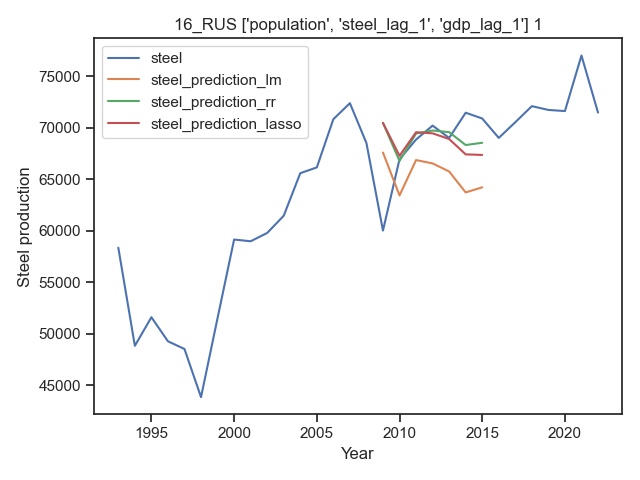 16_RUS ['population', 'steel_lag_1', 'gdp_lag_1'] 1
steel
steel_prediction_lm
steel_prediction_rr
steel_prediction_lasso
75000
70000
65000
60000
55000
50000
45000
Steel production
1995 2000 2005 2010 2015 2020
Year